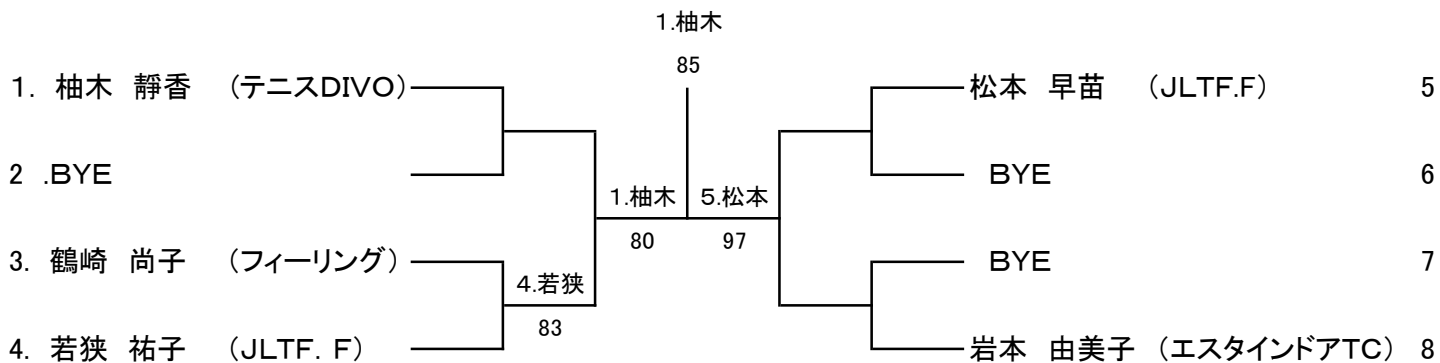 1.柚木
85
1. 柚木 靜香 (テニスDIVO)
松本 早苗 (JLTF.F) 5
2 .BYE
BYE 6
1.柚木 5.松本
80 97
3. 鶴崎 尚子 (フィーリング)
BYE 7
4.若狭
83
4. 若狭 祐子 (JLTF. F)
岩本 由美子 (エスタインドアTC) 8